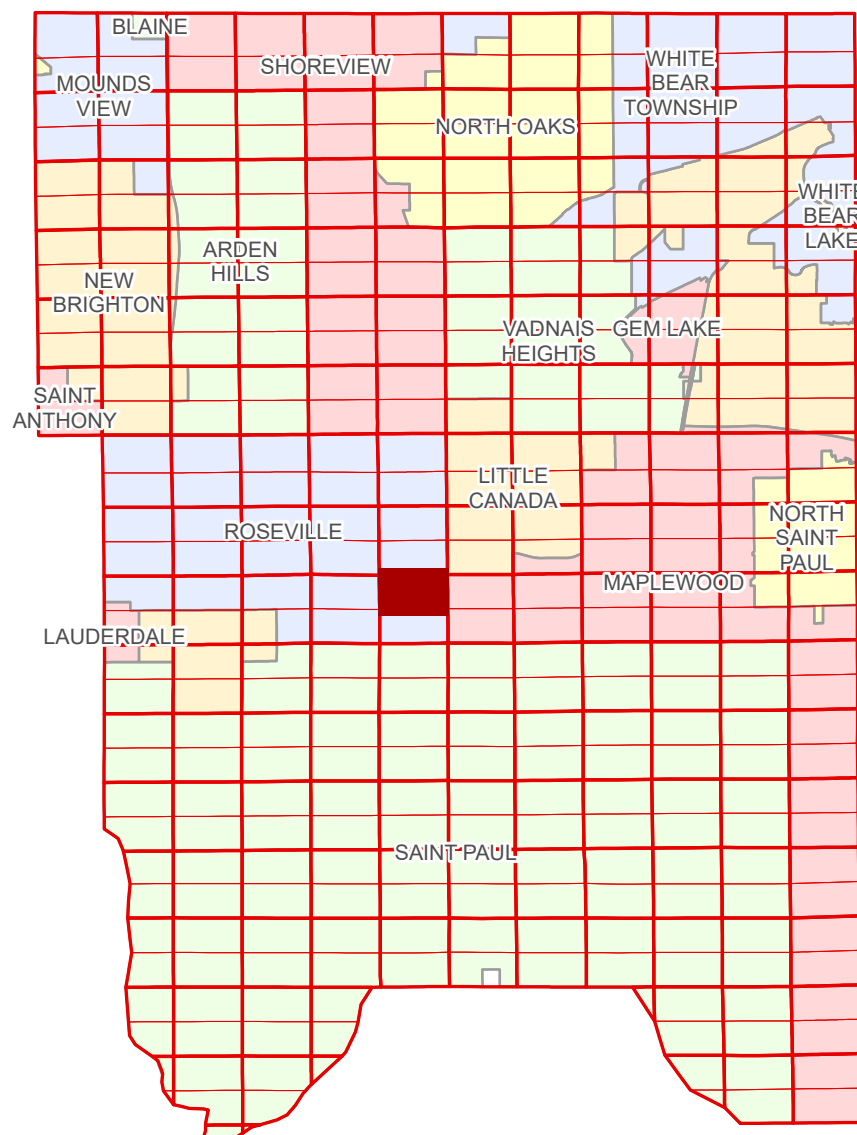 BLAINE
SHOREVIEW
WHITE
BEAR
TOWNSHIP
MOUNDS
VIEW
NORTH OAKS
WHITE
BEAR
LAKE
ARDEN
HILLS
NEW
BRIGHTON
VADNAIS
HEIGHTS
GEM LAKE
SAINT
ANTHONY
LITTLE
CANADA
ROSEVILLE
NORTH
SAINT
PAUL
MAPLEWOOD
LAUDERDALE
SAINT PAUL